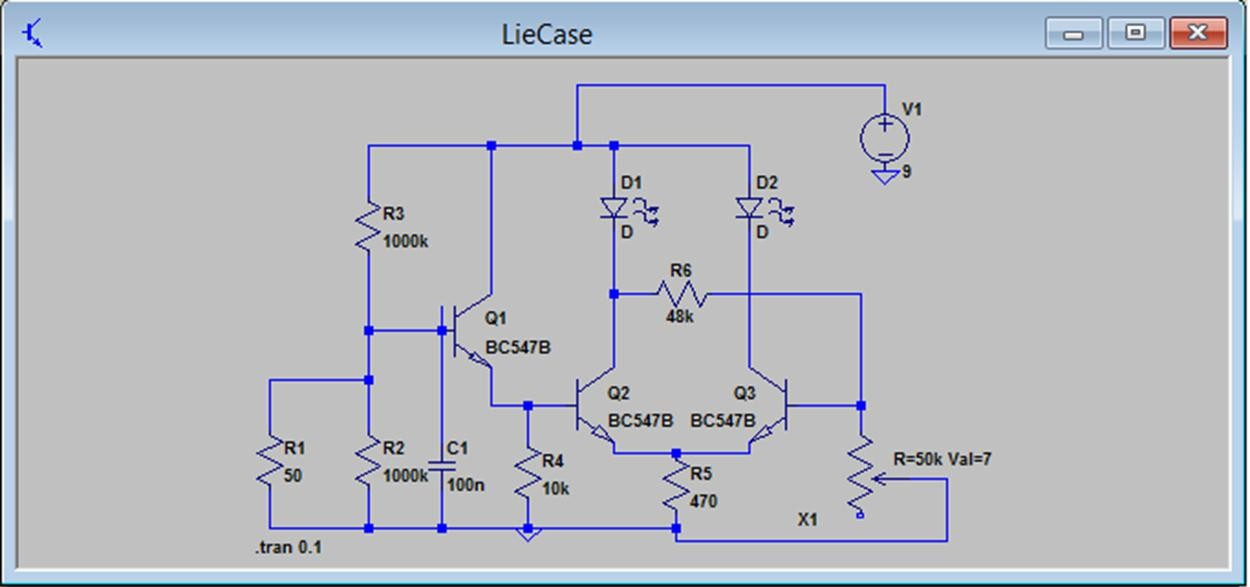 LieCase
V1
9
D1
D
D2
D
R3
1000k
R6
48k
Q1
BC547B
Q2
BC547B
Q3
BC547B
R1
50
R2
1000k
C1
100n
R4
10k
R5
470
R=50k Val=7
X1
.tran 0.1